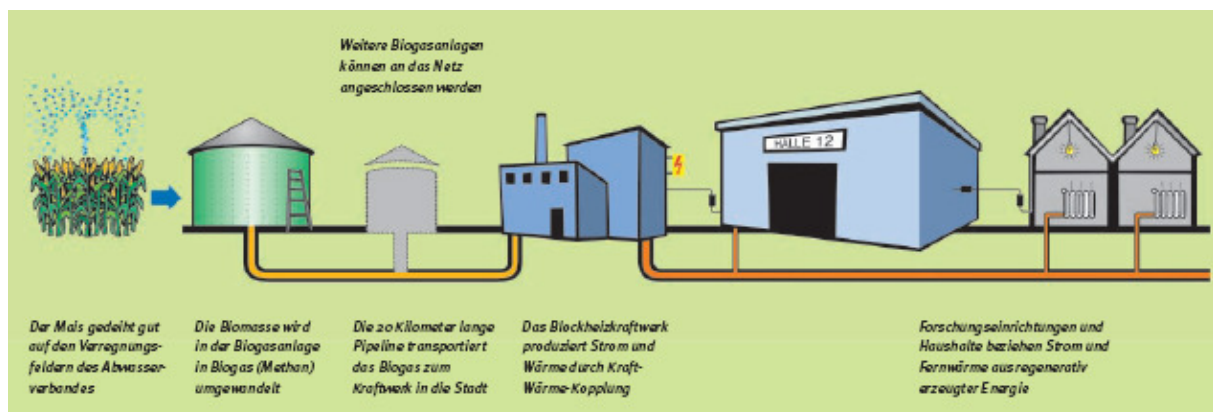 Weitere Biogasanlagen
können an das Netz
angeschlossen werden
HALLE 12
Der Mais gedeiht gut
auf den Verregnungs-
feldern des Abwasser-
verbandes
Die Biomasse wird
in der Biogasanlage
in Biogas (Methan)
umgewandelt
Die 20 Kilometer lange
Pipeline transportiert
das Biogas zum
Kraftwerk in die Stadt
Das Blockheizkraftwerk
produziert Strom und
Wärme durch Kraft-
Wärme-Kopplung
Forschungseinrichtungen und
Haushalte beziehen Strom und
Fernwärme aus regenerativ
erzeugter Energie